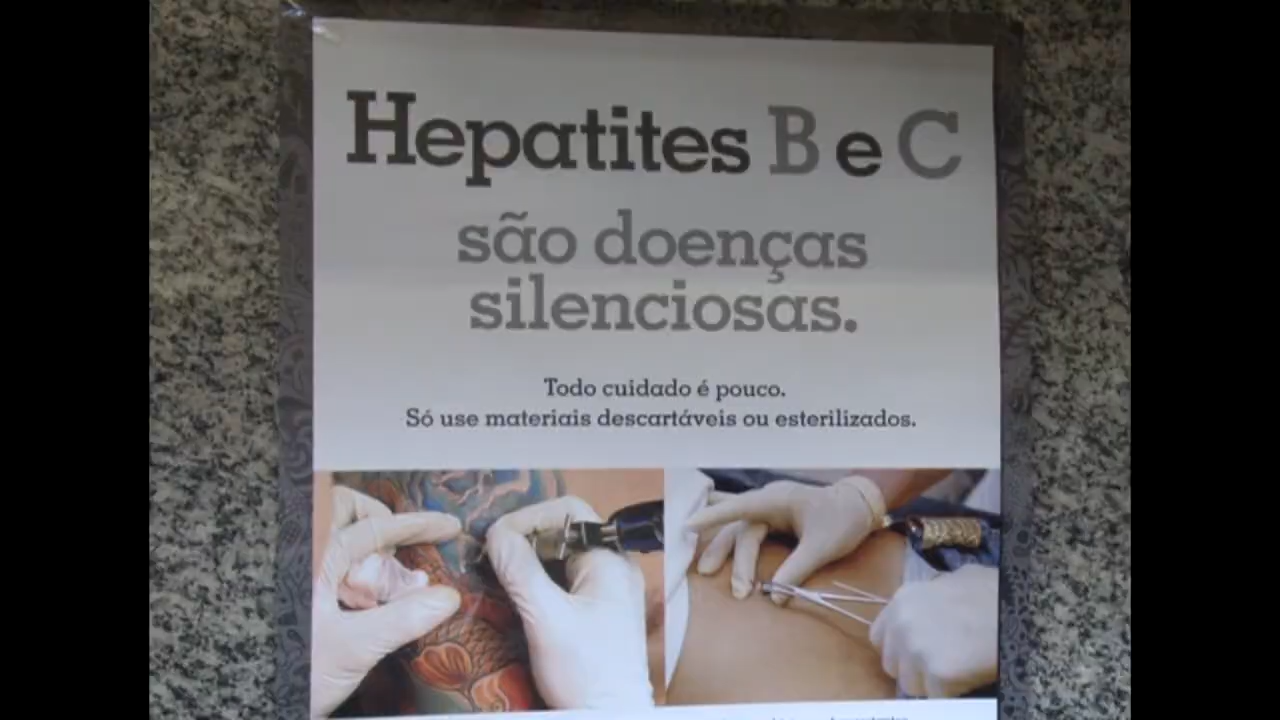 Hepatites B e C
são doenças
silenciosas.
Todo cuidado é pouco.
Só use materiais descartáveis ou esterilizados.